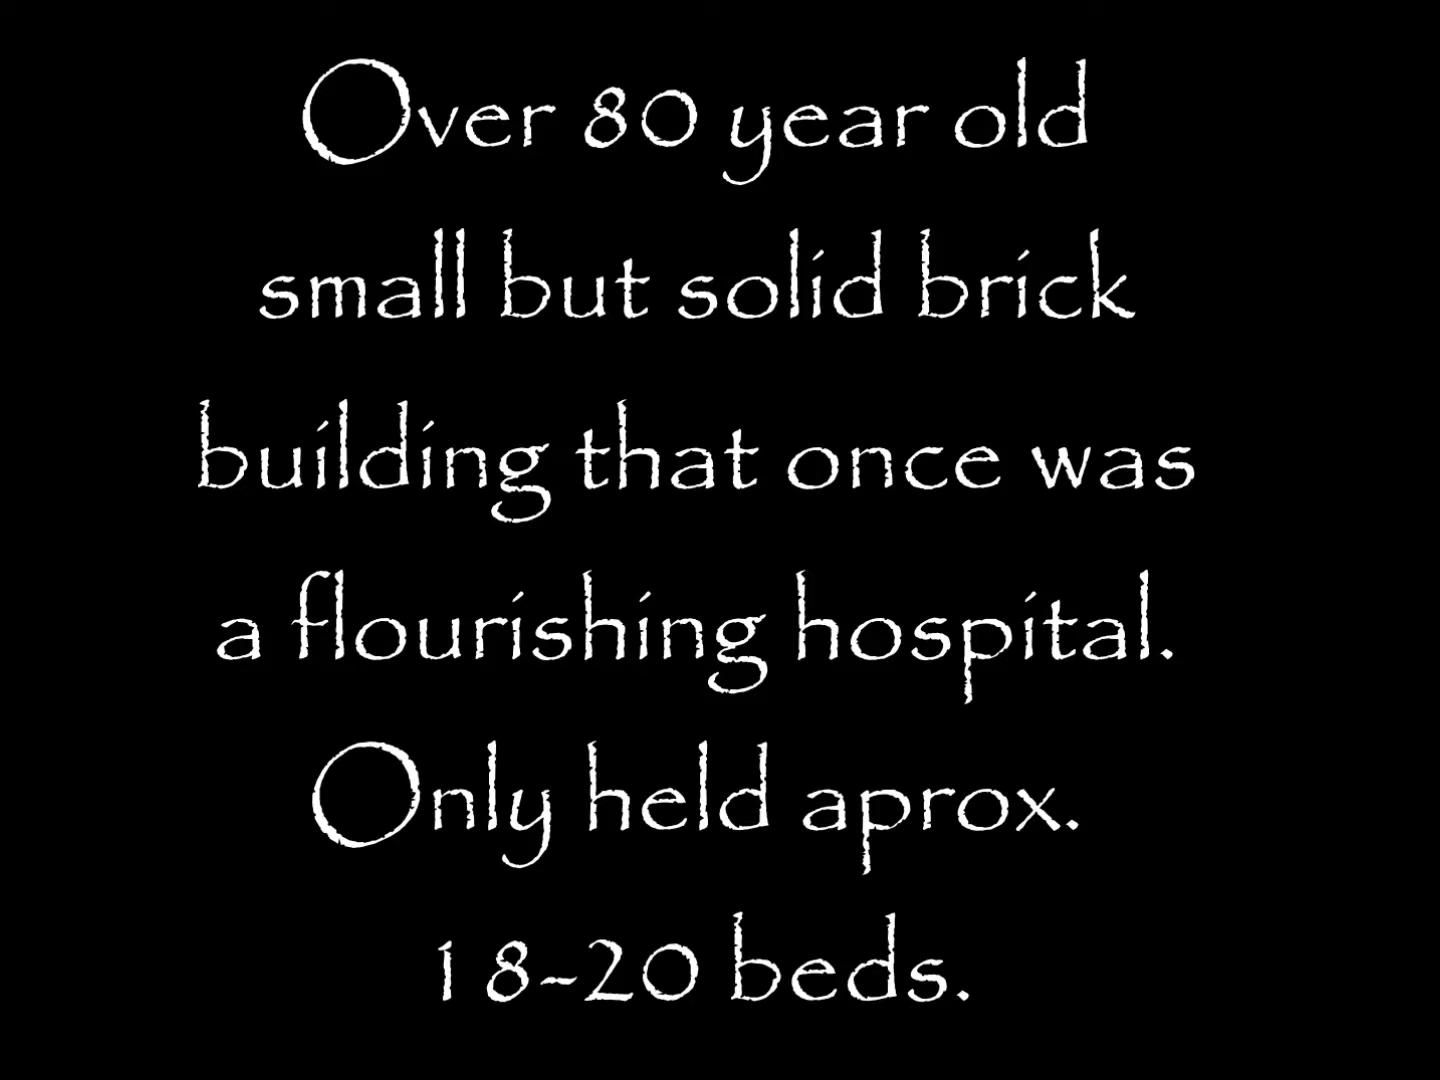 Over 80 year old
small but solid brick
building that once was
a flourishing hospital.
Only held aprox.
18-20 beds.